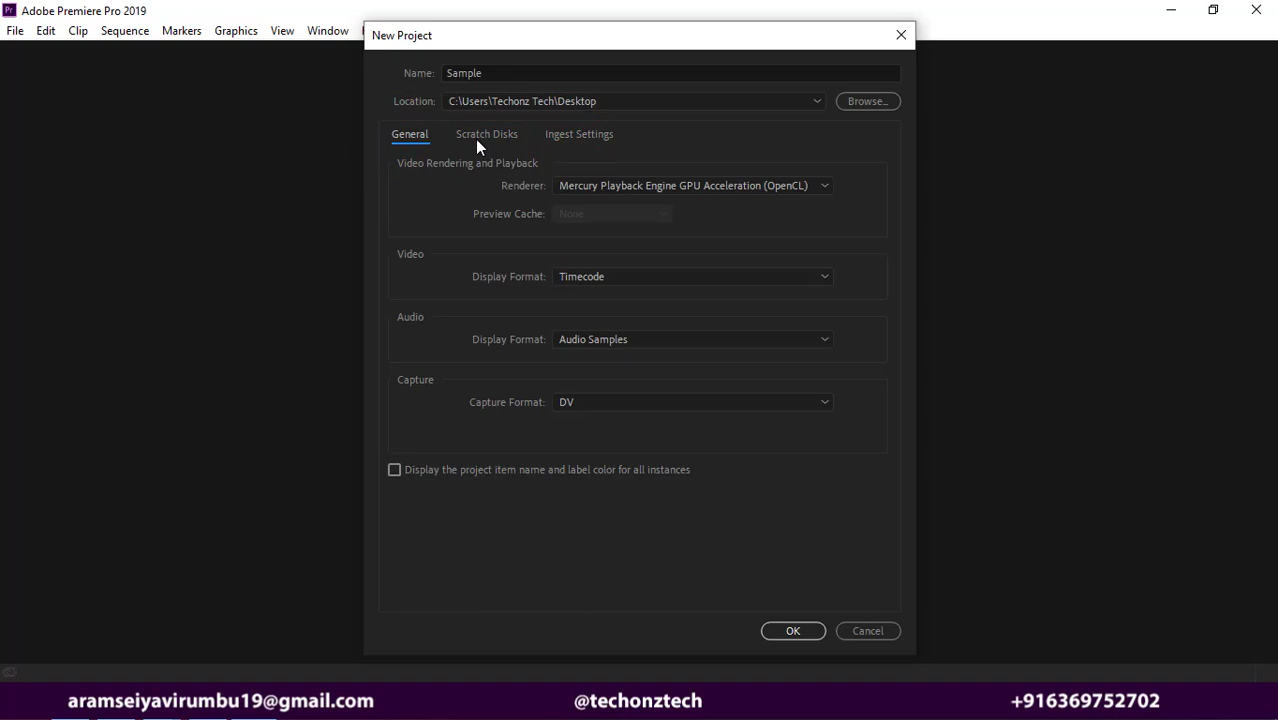 Adobe Premiere Pro 2019
File Edit Clip Sequence Markers Graphics View Window
New Project
Name: Sample
Location: C:\Users\Techonz Tech\Desktop Browse...
General Scratch Disks Ingest Settings
Video Rendering and Playback
Renderer: Mercury Playback Engine GPU Acceleration (OpenCL)
Preview Cache: None
Video
Display Format: Timecode
Audio
Display Format: Audio Samples
Capture
Capture Format: DV
Display the project item name and label color for all instances
OK Cancel
aramseiyavirumbu19@gmail.com @techonztech +916369752702